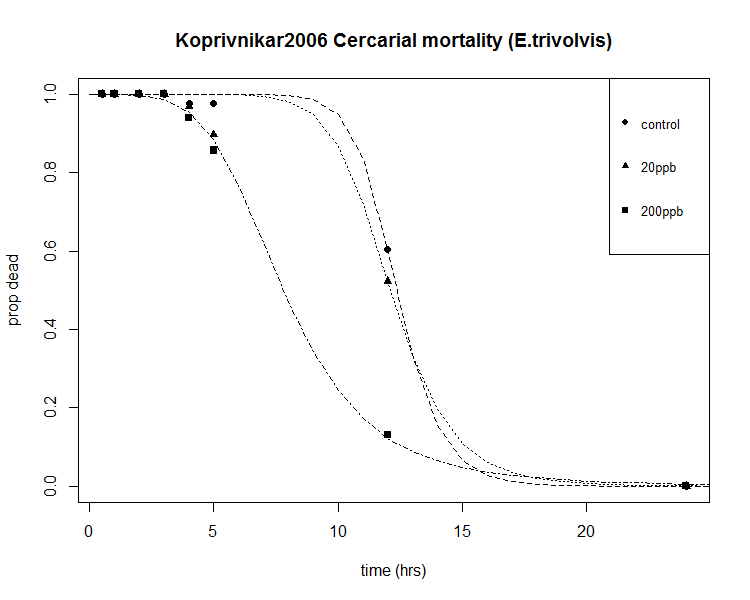 Koprivnikar2006 Cercarial mortality (E.trivolvis)
control
20ppb
200ppb
prop dead
1.0
0.8
0.6
0.4
0.2
0.0
0 5 10 15 20
time (hrs)